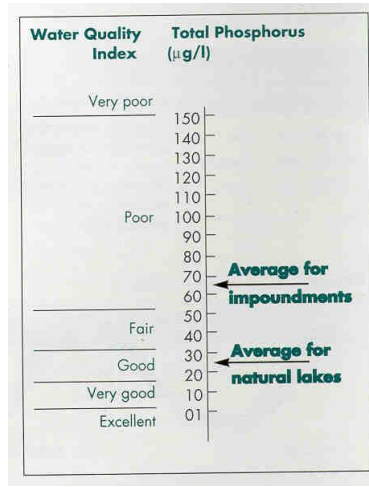 Water Quality Total Phosphorus
Index (µg/l)
Very poor
150
140
130
120
110
Poor 100
90
80
70 Average for
60 impoundments
50
Fair 40
30 Average for
Good 20 natural lakes
Very good 10
Excellent 01